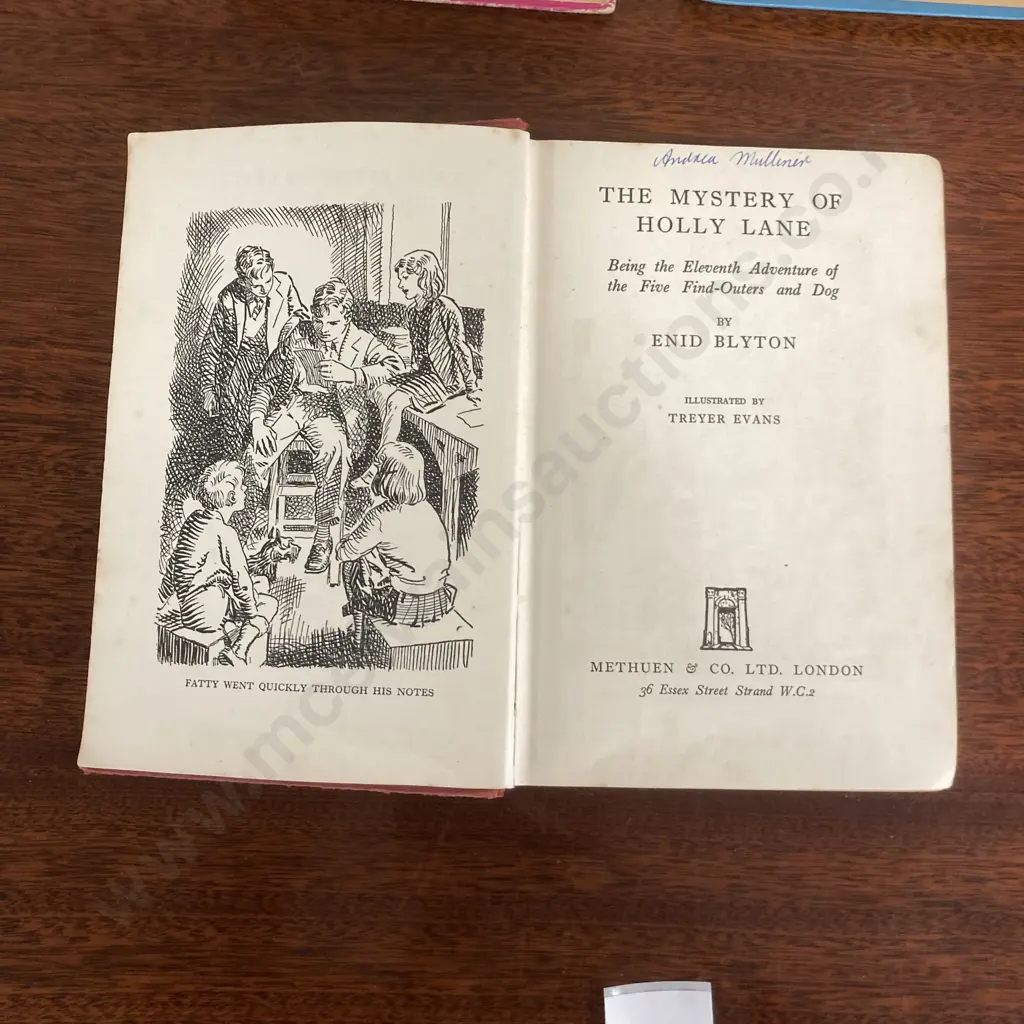 FATTY WENT QUICKLY THROUGH HIS NOTES
Andrea Mulliner
THE MYSTERY OF
HOLLY LANE
Being the Eleventh Adventure of
the Five Find-Outers and Dog
BY
ENID BLYTON
ILLUSTRATED BY
TREYER EVANS
METHUEN & CO. LTD. LONDON
36 Essex Street Strand W.C.2